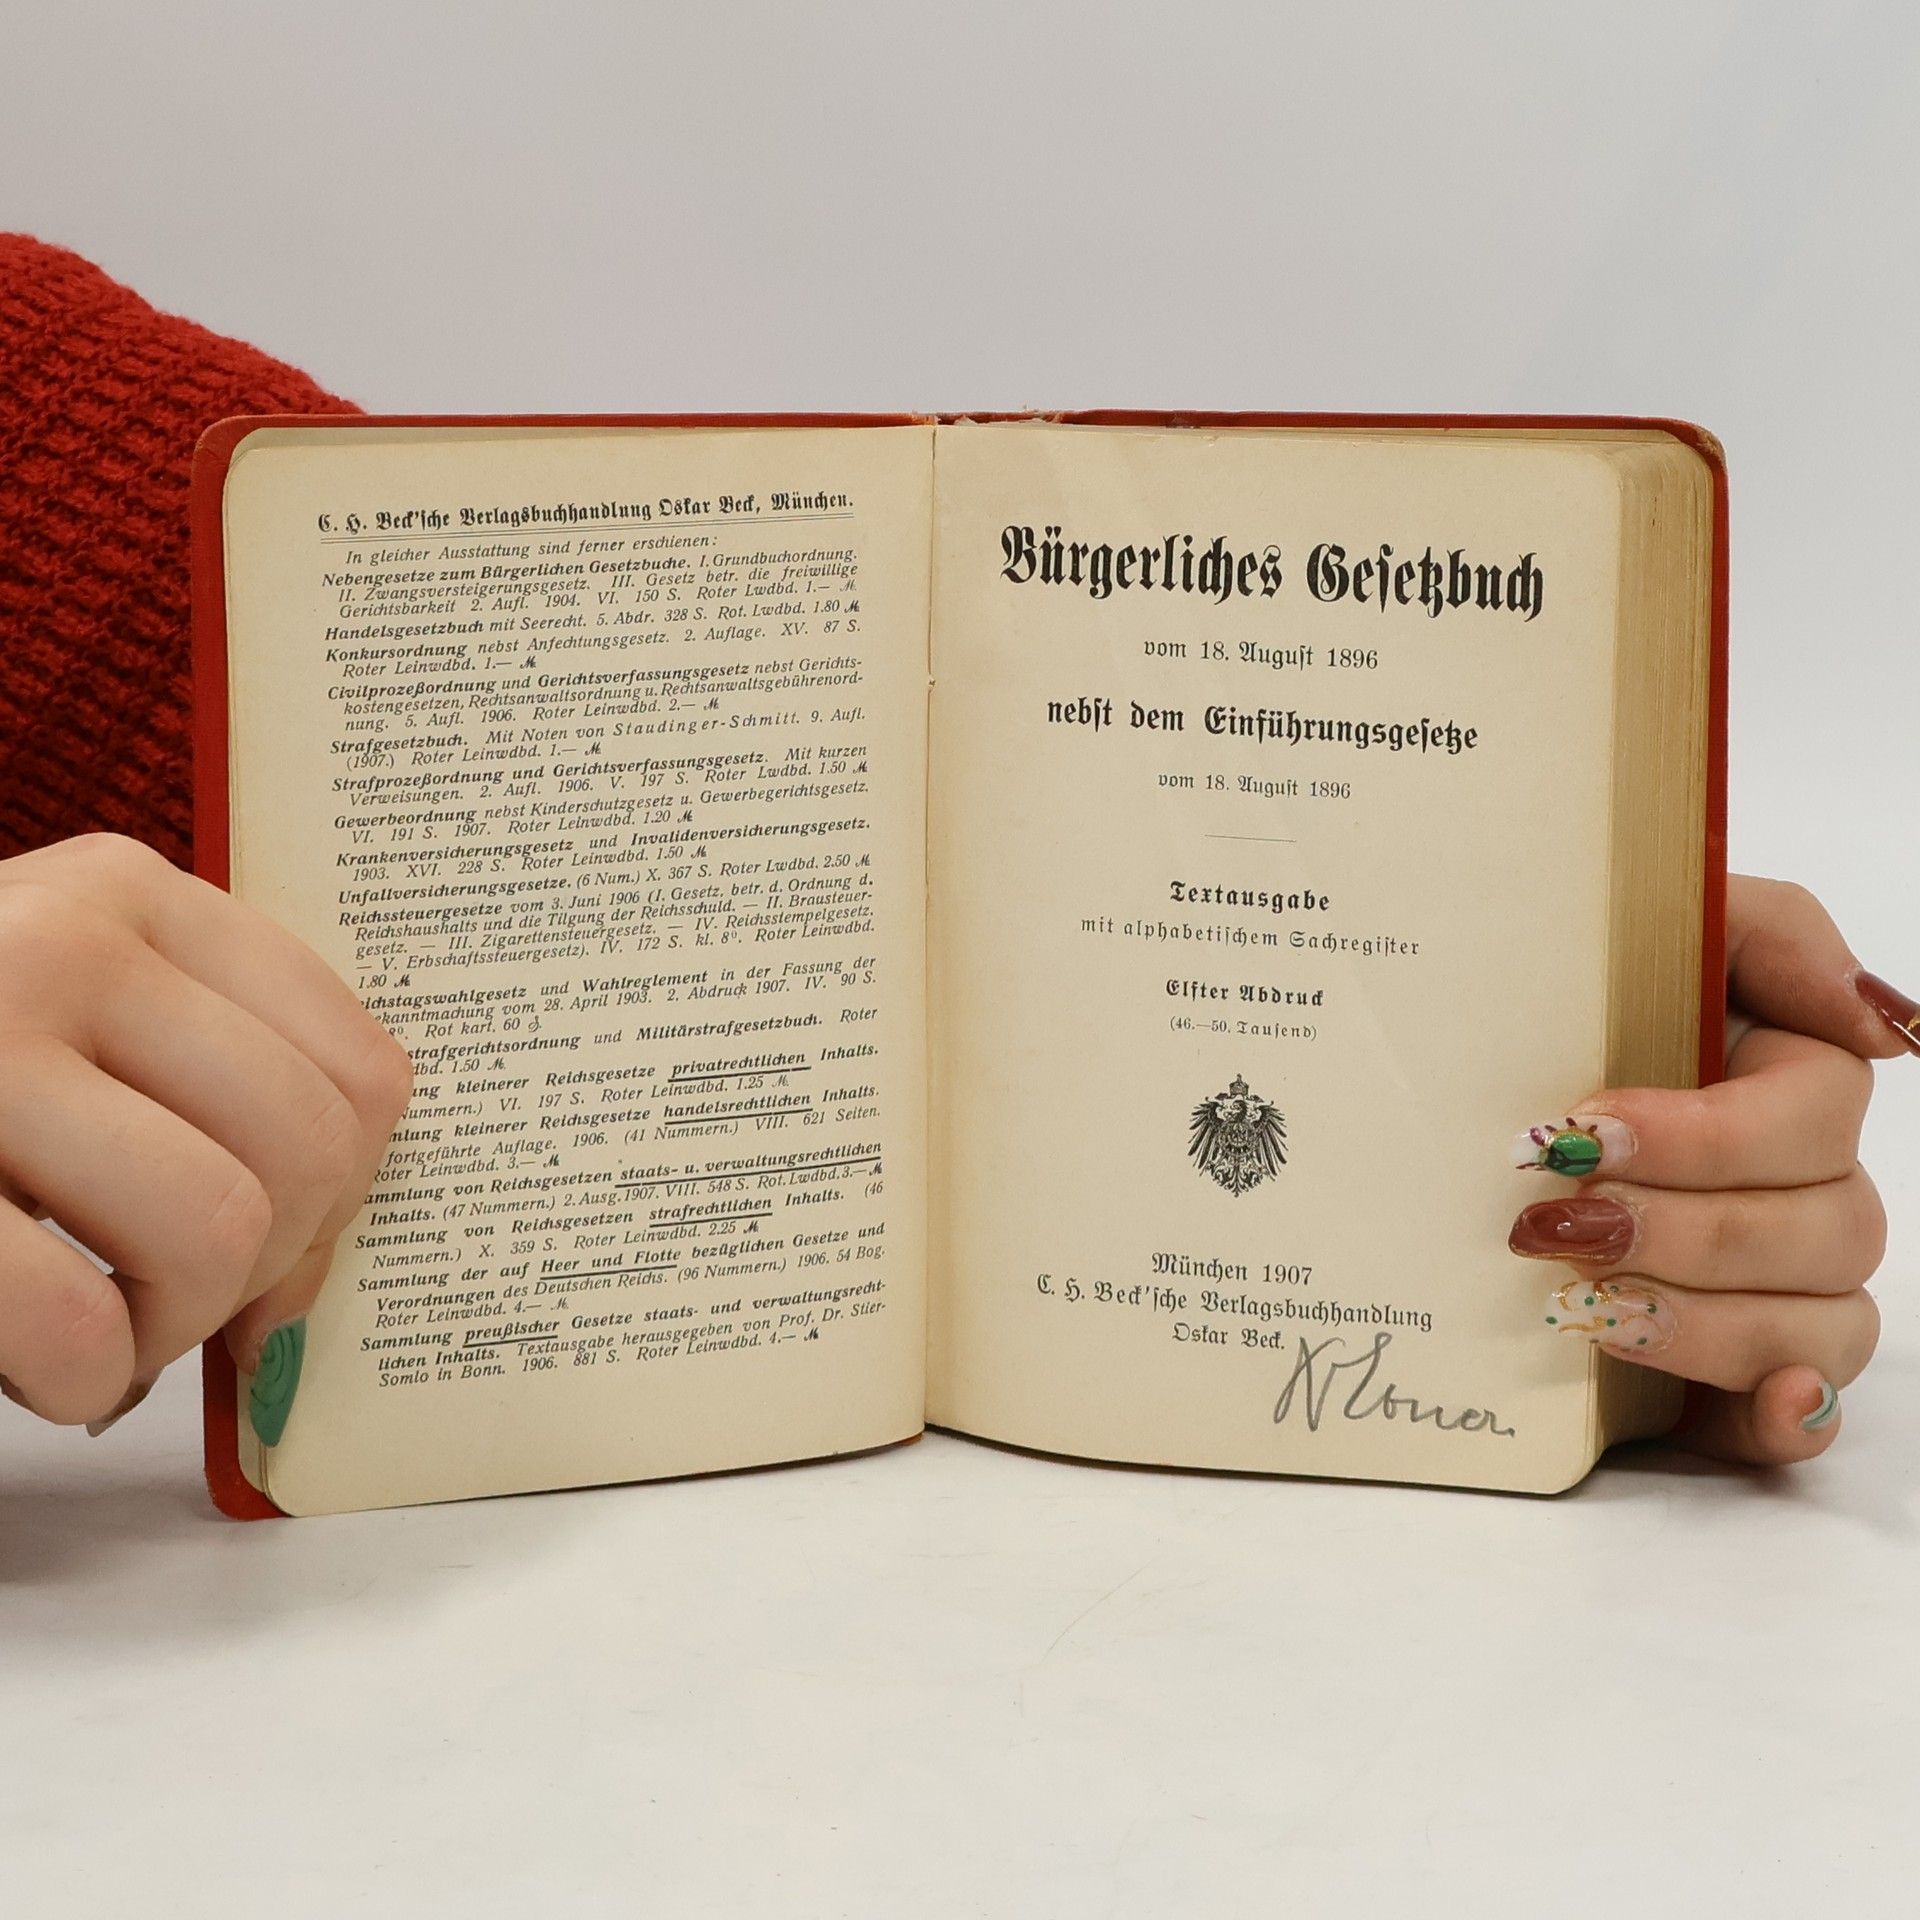 C. H. Beck'sche Verlagsbuchhandlung Oskar Beck, München.
In gleicher Ausstattung sind ferner erschienen:
Nebengesetze zum Bürgerlichen Gesetzbuche. I. Grundbuchordnung.
II. Zwangsversteigerungsgesetz. III. Gesetz betr. die freiwillige
Gerichtsbarkeit 2. Aufl. 1904. VI. 150 S. Roter Lwdbd. 1.— ℳ.
Handelsgesetzbuch mit Seerecht. 5. Abdr. 328 S. Rot. Lwdbd. 1.80 ℳ
Konkursordnung nebst Anfechtungsgesetz. 2. Auflage. XV. 87 S.
Roter Leinwdbd. 1.— ℳ
Civilprozeßordnung und Gerichtsverfassungsgesetz nebst Gerichts-
kostengesetzen, Rechtsanwaltsordnung u. Rechtsanwaltsgebührenord-
nung. 5. Aufl. 1906. Roter Leinwdbd. 2.— ℳ
Strafgesetzbuch. Mit Noten von Staudinger-Schmitt. 9. Aufl.
(1907.) Roter Leinwdbd. 1.— ℳ
Strafprozeßordnung und Gerichtsverfassungsgesetz. Mit kurzen
Verweisungen. 2. Aufl. 1906. V. 197 S. Roter Lwdbd. 1.50 ℳ
Gewerbeordnung nebst Kinderschutzgesetz u. Gewerbegerichtsgesetz.
VI. 191 S. 1907. Roter Leinwdbd. 1.20 ℳ
Krankenversicherungsgesetz und Invalidenversicherungsgesetz.
1903. XVI. 228 S. Roter Leinwdbd. 1.50 ℳ
Unfallversicherungsgesetze. (6 Num.) X. 367 S. Roter Lwdbd. 2.50 ℳ
Reichssteuergesetze vom 3. Juni 1906 (I. Gesetz. betr. d. Ordnung d.
Reichshaushalts und die Tilgung der Reichsschuld. — II. Brausteuer-
gesetz. — III. Zigarettensteuergesetz. — IV. Reichsstempelgesetz.
— V. Erbschaftssteuergesetz). IV. 172 S. kl. 8°. Roter Leinwdbd.
1.80 ℳ
ichstagswahlgesetz und Wahlreglement in der Fassung der
ekanntmachung vom 28. April 1903. 2. Abdruck 1907. IV. 90 S.
8°. Rot kart. 60 ₰.
strafgerichtsordnung und Militärstrafgesetzbuch. Roter
dbd. 1.50 ℳ.
ung kleinerer Reichsgesetze privatrechtlichen Inhalts.
Nummern.) VI. 197 S. Roter Leinwdbd. 1.25 ℳ.
mlung kleinerer Reichsgesetze handelsrechtlichen Inhalts.
fortgeführte Auflage. 1906. (41 Nummern.) VIII. 621 Seiten.
Roter Leinwdbd. 3.— ℳ
ammlung von Reichsgesetzen staats- u. verwaltungsrechtlichen
Inhalts. (47 Nummern.) 2. Ausg. 1907. VIII. 548 S. Rot. Lwdbd. 3.— ℳ
Sammlung von Reichsgesetzen strafrechtlichen Inhalts. (46
Nummern.) X. 359 S. Roter Leinwdbd. 2.25 ℳ
Sammlung der auf Heer und Flotte bezüglichen Gesetze und
Verordnungen des Deutschen Reichs. (96 Nummern.) 1906. 54 Bog.
Roter Leinwdbd. 4.— ℳ.
Sammlung preußischer Gesetze staats- und verwaltungsrecht-
lichen Inhalts. Textausgabe herausgegeben von Prof. Dr. Stier-
Somlo in Bonn. 1906. 881 S. Roter Leinwdbd. 4.— ℳ
Bürgerliches Gesetzbuch
vom 18. August 1896
nebst dem Einführungsgesetze
vom 18. August 1896
Textausgabe
mit alphabetischem Sachregister
Elfter Abdruck
(46.—50. Tausend)
München 1907
C. H. Beck'sche Verlagsbuchhandlung
Oskar Beck.